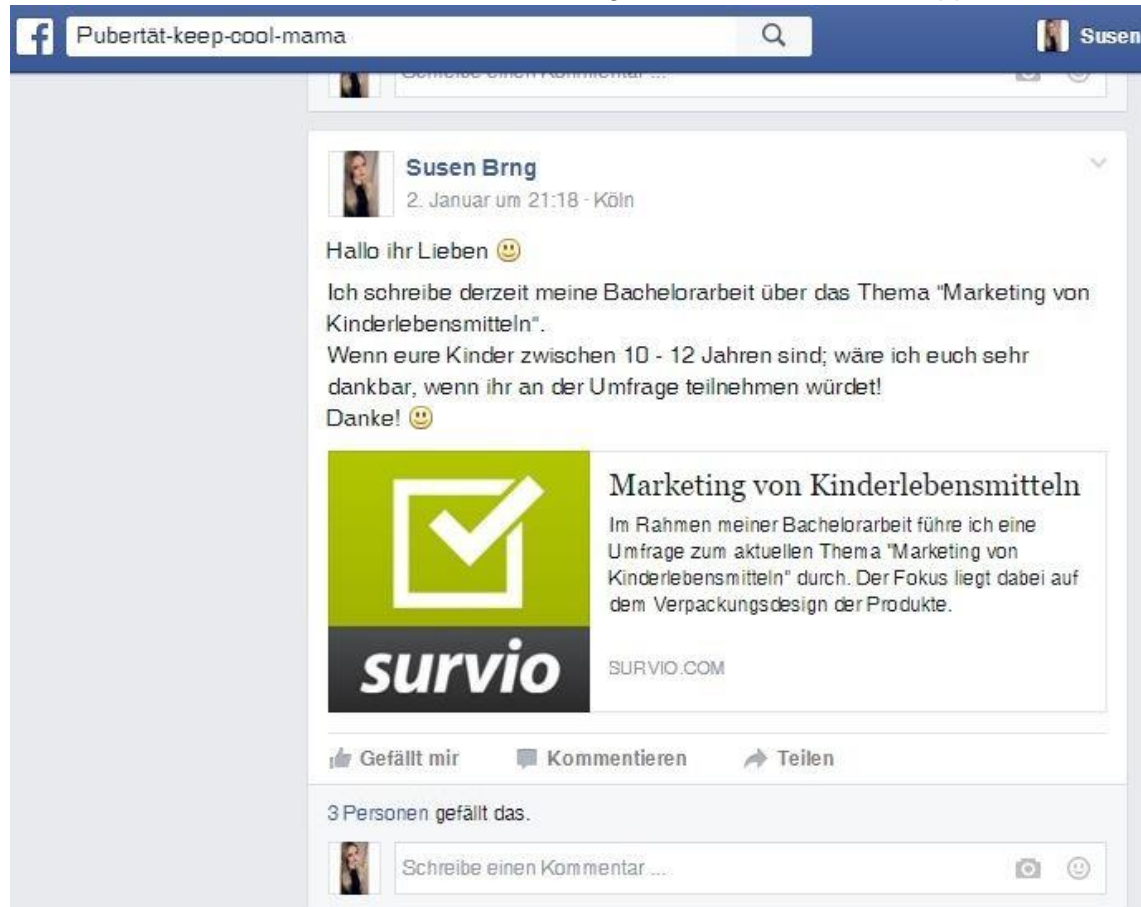 f
Pubertät-keep-cool-mama
Susen
Schreibe einen Kommentar ...
Susen Brng
2. Januar um 21:18 · Köln
Hallo ihr Lieben
Ich schreibe derzeit meine Bachelorarbeit über das Thema "Marketing von
Kinderlebensmitteln".
Wenn eure Kinder zwischen 10 - 12 Jahren sind; wäre ich euch sehr
dankbar, wenn ihr an der Umfrage teilnehmen würdet!
Danke!
survio
Marketing von Kinderlebensmitteln
Im Rahmen meiner Bachelorarbeit führe ich eine
Umfrage zum aktuellen Thema "Marketing von
Kinderlebensmitteln" durch. Der Fokus liegt dabei auf
dem Verpackungsdesign der Produkte.
SURVIO.COM
Gefällt mir Kommentieren Teilen
3 Personen gefällt das.
Schreibe einen Kommentar ...